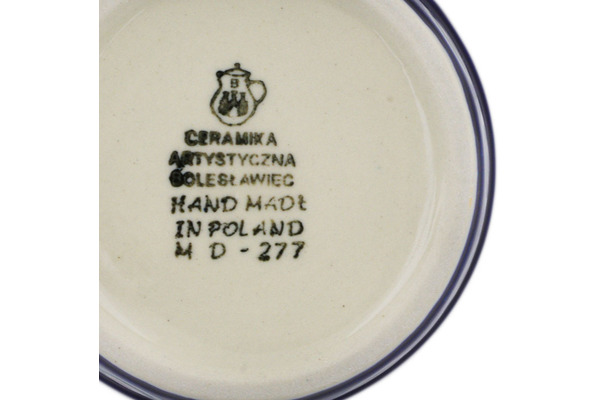 B
CERAMIKA
ARTYSTYCZNA
BOLESŁAWIEC
HAND MADE
IN POLAND
M D - 277